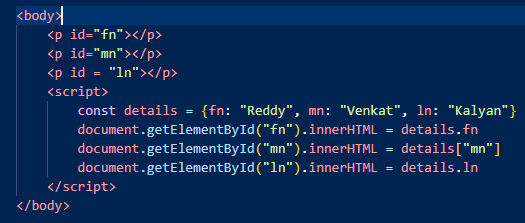 <body>
    <p id="fn"></p>
    <p id="mn"></p>
    <p id = "ln"></p>
    <script>
        const details = {fn: "Reddy", mn: "Venkat", ln: "Kalyan"}
        document.getElementById("fn").innerHTML = details.fn
        document.getElementById("mn").innerHTML = details["mn"]
        document.getElementById("ln").innerHTML = details.ln
    </script>
</body>